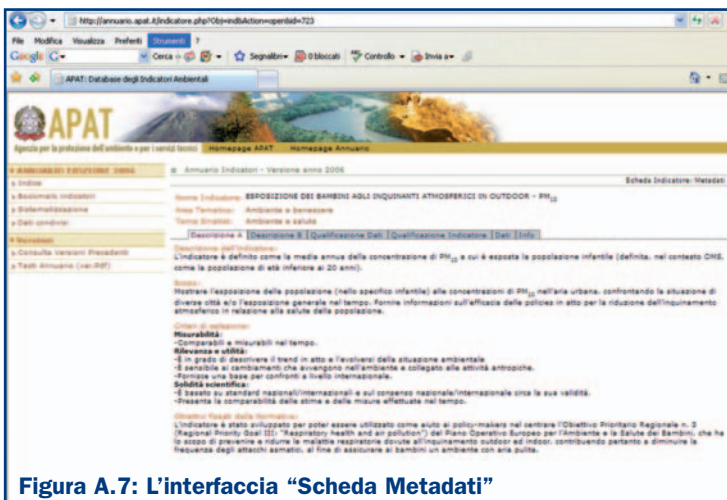 http://annuario.apat.it/indicatore.php?Obj=indbAction=operdsid=723
File Modifica Visualizza Preferiti Strumenti ?
Google G Cerca Segnalibri 0 bloccati Controllo Invia a
APAT: Database degli Indicatori Ambientali
APAT
Agenzia per la protezione dell'ambiente e per i servizi tecnici
Homepage APAT Homepage Annuario
ANNUARIO EDIZIONE 2006
Indice
Bookmark Indicatori
Sistematizzazione
Dati condivisi
Versioni
Consulta Versioni Precedenti
Testi Annuario (ver.Pdf)
Annuario Indicatori - Versione anno 2006
Scheda Indicatore: Metadati
Nome Indicatore: ESPOSIZIONE DEI BAMBINI AGLI INQUINANTI ATMOSFERICI IN OUTDOOR - PM10
Area Tematica: Ambiente e benessere
Tema SINAnet: Ambiente e salute
Descrizione A Descrizione B Qualificazione Dati Qualificazione Indicatore Dati Info
Descrizione dell'indicatore:
L'indicatore è definito come la media annua della concentrazione di PM10 a cui è esposta la popolazione infantile (definita, nel contesto OMS,
come la popolazione di età inferiore ai 20 anni).
Scopo:
Mostrare l'esposizione della popolazione (nello specifico infantile) alle concentrazioni di PM10 nell'aria urbana, confrontando la situazione di
diverse città e/o l'esposizione generale nel tempo. Fornire informazioni sull'efficacia delle policies in atto per la riduzione dell'inquinamento
atmosferico in relazione alla salute della popolazione.
Criteri di selezione:
Misurabilità:
-Comparabili e misurabili nel tempo.
Rilevanza e utilità:
-È in grado di descrivere il trend in atto e l'evolversi della situazione ambientale
-È sensibile ai cambiamenti che avvengono nell'ambiente e collegato alle attività antropiche.
-Fornisce una base per confronti a livello internazionale.
Solidità scientifica:
-È basato su standard nazionali/internazionali e sul consenso nazionale/internazionale circa la sua validità.
-Presenta la comparabilità delle stime e delle misure effettuate nel tempo.
Obiettivi fissati dalla Normativa:
L'indicatore è stato sviluppato per poter essere utilizzato come aiuto ai policy-makers nel centrare l'Obiettivo Prioritario Regionale n. 3
(Regional Priority Goal III: "Respiratory health and air pollution") del Piano Operativo Europeo per l'Ambiente e la Salute dei Bambini, che ha
lo scopo di prevenire e ridurre le malattie respiratorie dovute all'inquinamento outdoor ed indoor, contribuendo pertanto a diminuire la
frequenza degli attacchi asmatici, al fine di assicurare ai bambini un ambiente con aria pulita.
Figura A.7: L'interfaccia "Scheda Metadati"